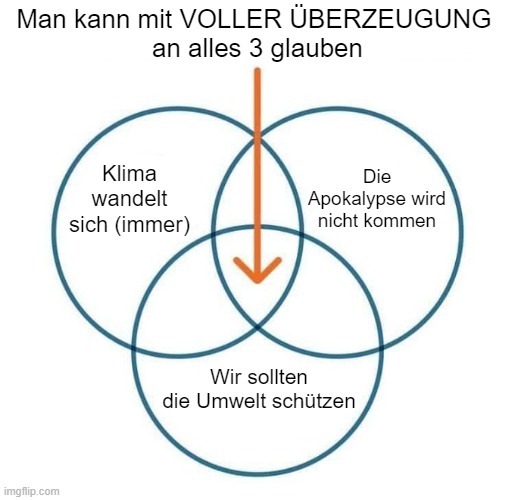 Man kann mit VOLLER ÜBERZEUGUNG
an alles 3 glauben
Klima
wandelt
sich (immer)
Die
Apokalypse wird
nicht kommen
Wir sollten
die Umwelt schützen
imgflip.com